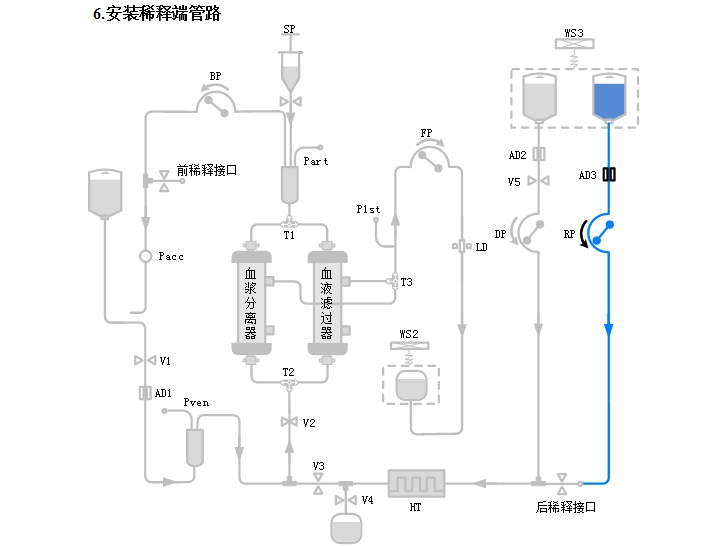 6.安装稀释端管路
SP
WS3
BP
FP
AD2
Part
前稀释接口
AD3
V5
P1st
T1
DP
RP
LD
Pacc
血浆分离器
血液滤过器
T3
WS2
V1
T2
AD1
Pven
V2
V3
V4
HT
后稀释接口